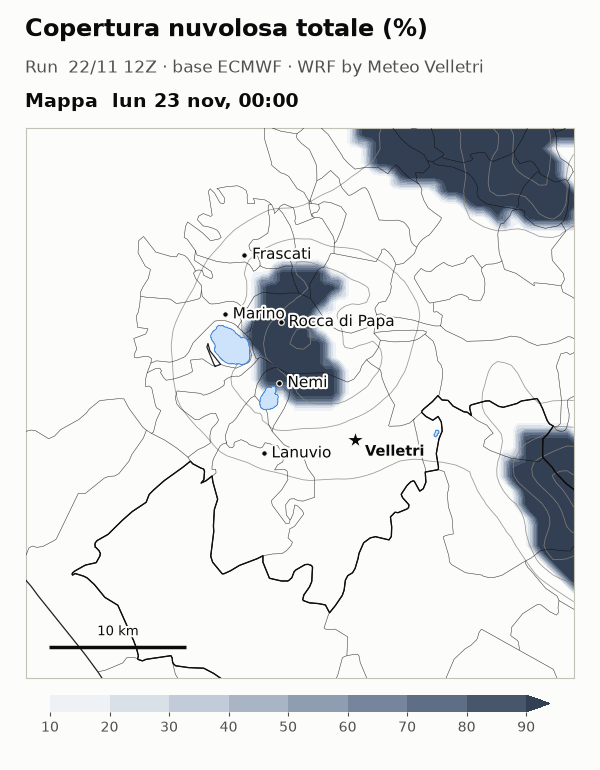 Copertura nuvolosa totale (%)
Run  22/11 12Z · base ECMWF · WRF by Meteo Velletri
Mappa  lun 23 nov, 00:00
Frascati
Marino
Rocca di Papa
Nemi
Velletri
Lanuvio
10 km
10 20 30 40 50 60 70 80 90